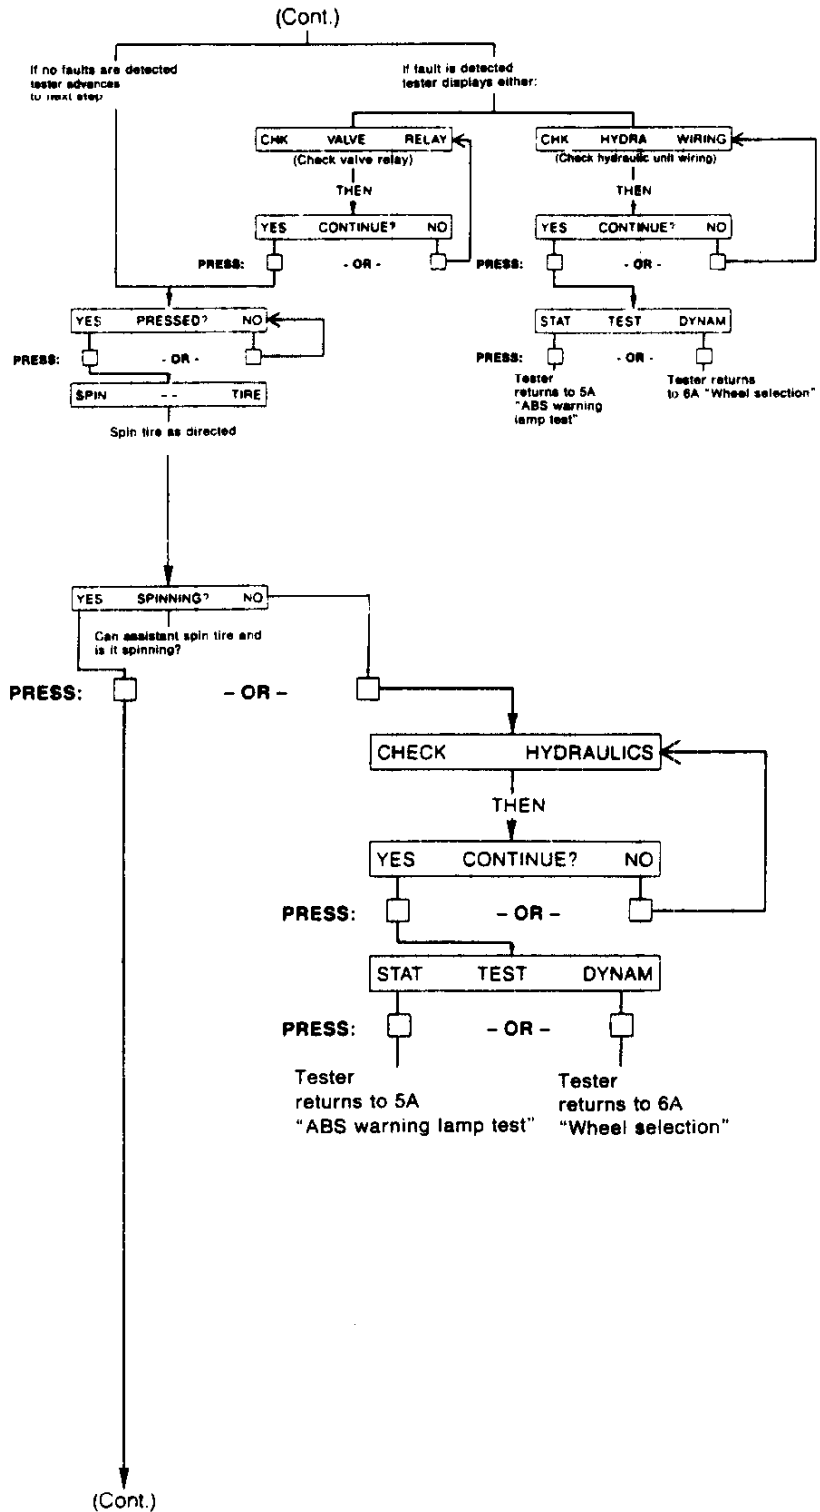 (Cont.)
If no faults are detected
tester advances
to next step
If fault is detected
tester displays either:
CHK VALVE RELAY
(Check valve relay)
THEN
YES CONTINUE? NO
PRESS: - OR -
CHK HYDRA WIRING
(Check hydraulic unit wiring)
THEN
YES CONTINUE? NO
PRESS: - OR -
YES PRESSED? NO
PRESS: - OR -
SPIN - - TIRE
Spin tire as directed
STAT TEST DYNAM
PRESS: - OR -
Tester
returns to 5A
"ABS warning
lamp test"
Tester returns
to 6A "Wheel selection"
YES SPINNING? NO
Can assistant spin tire and
is it spinning?
PRESS: - OR -
CHECK HYDRAULICS
THEN
YES CONTINUE? NO
PRESS: - OR -
STAT TEST DYNAM
PRESS: - OR -
Tester
returns to 5A
"ABS warning lamp test"
Tester
returns to 6A
"Wheel selection"
(Cont.)